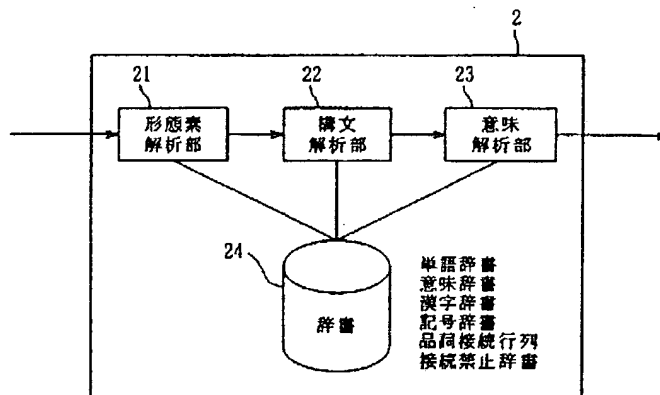 2
21
22
23
形態素
解析部
構文
解析部
意味
解析部
24
辞書
単語辞書
意味辞書
漢字辞書
記号辞書
品詞接続行列
接続禁止辞書